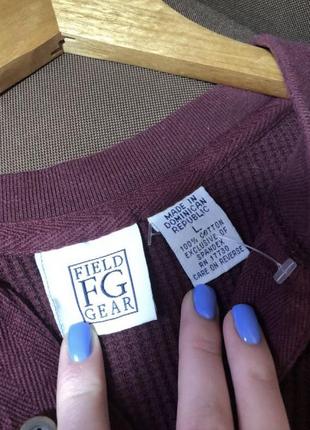 FIELD
FG
GEAR
MADE IN
DOMINICAN
REPUBLIC
L
100% COTTON
EXCLUSIVE OF
SPANDEX
RN 17730
CARE ON REVERSE